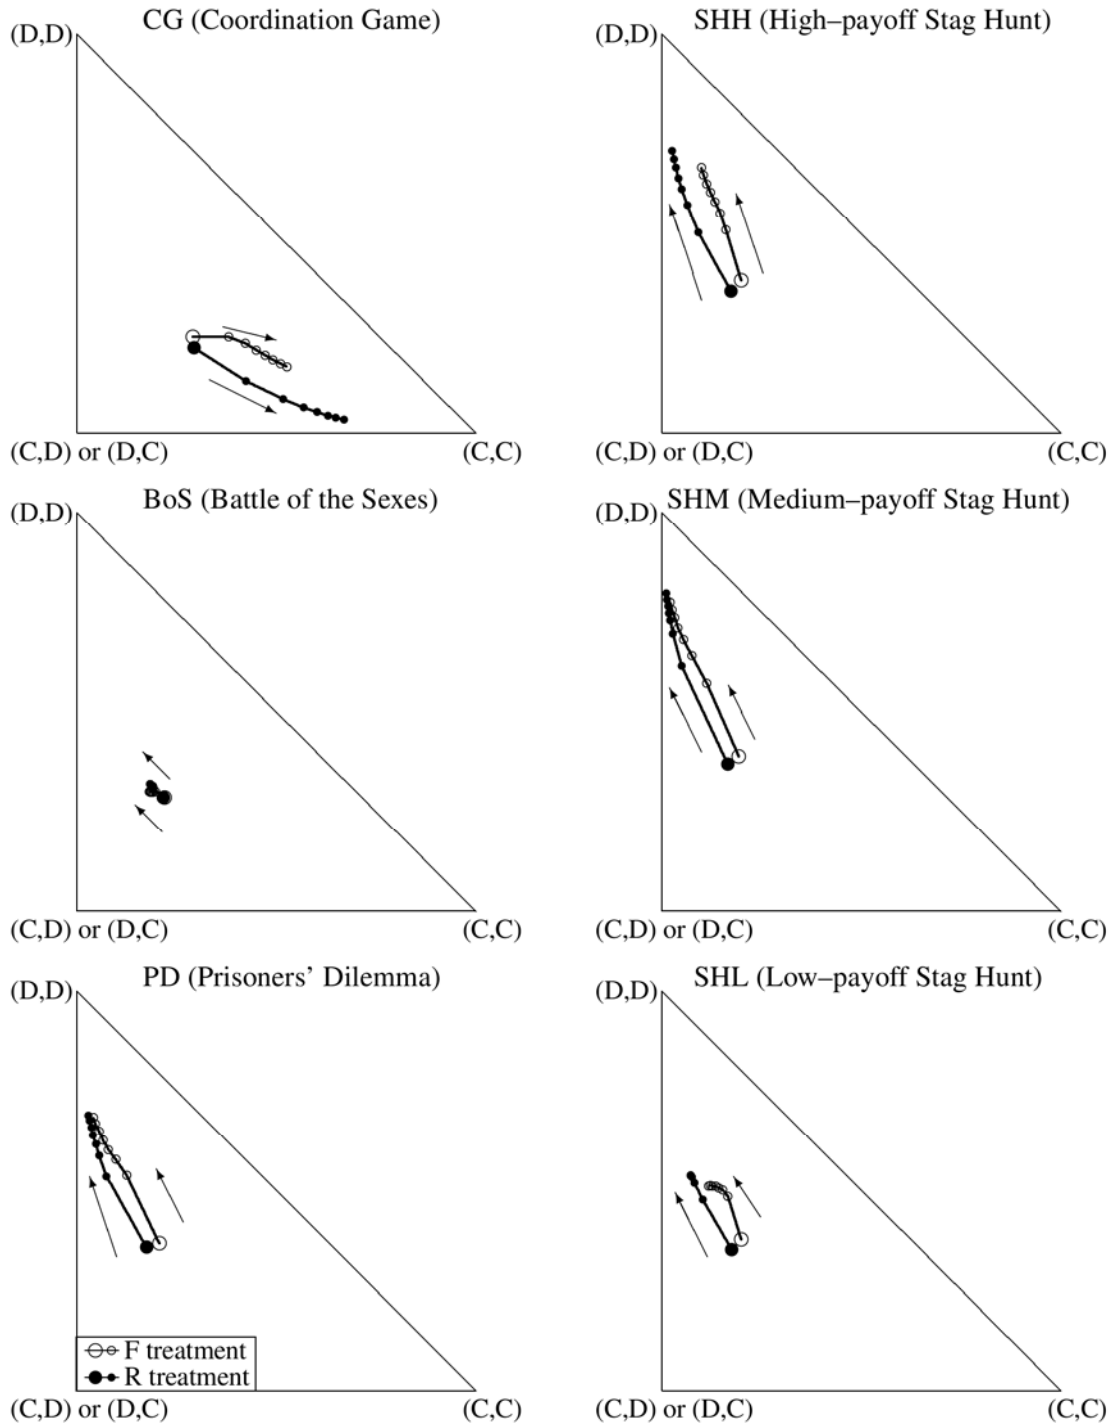 CG (Coordination Game)
(D,D)
(C,D) or (D,C)
(C,C)
SHH (High–payoff Stag Hunt)
(D,D)
(C,D) or (D,C)
(C,C)
BoS (Battle of the Sexes)
(D,D)
(C,D) or (D,C)
(C,C)
SHM (Medium–payoff Stag Hunt)
(D,D)
(C,D) or (D,C)
(C,C)
PD (Prisoners' Dilemma)
(D,D)
F treatment
R treatment
(C,D) or (D,C)
(C,C)
SHL (Low–payoff Stag Hunt)
(D,D)
(C,D) or (D,C)
(C,C)